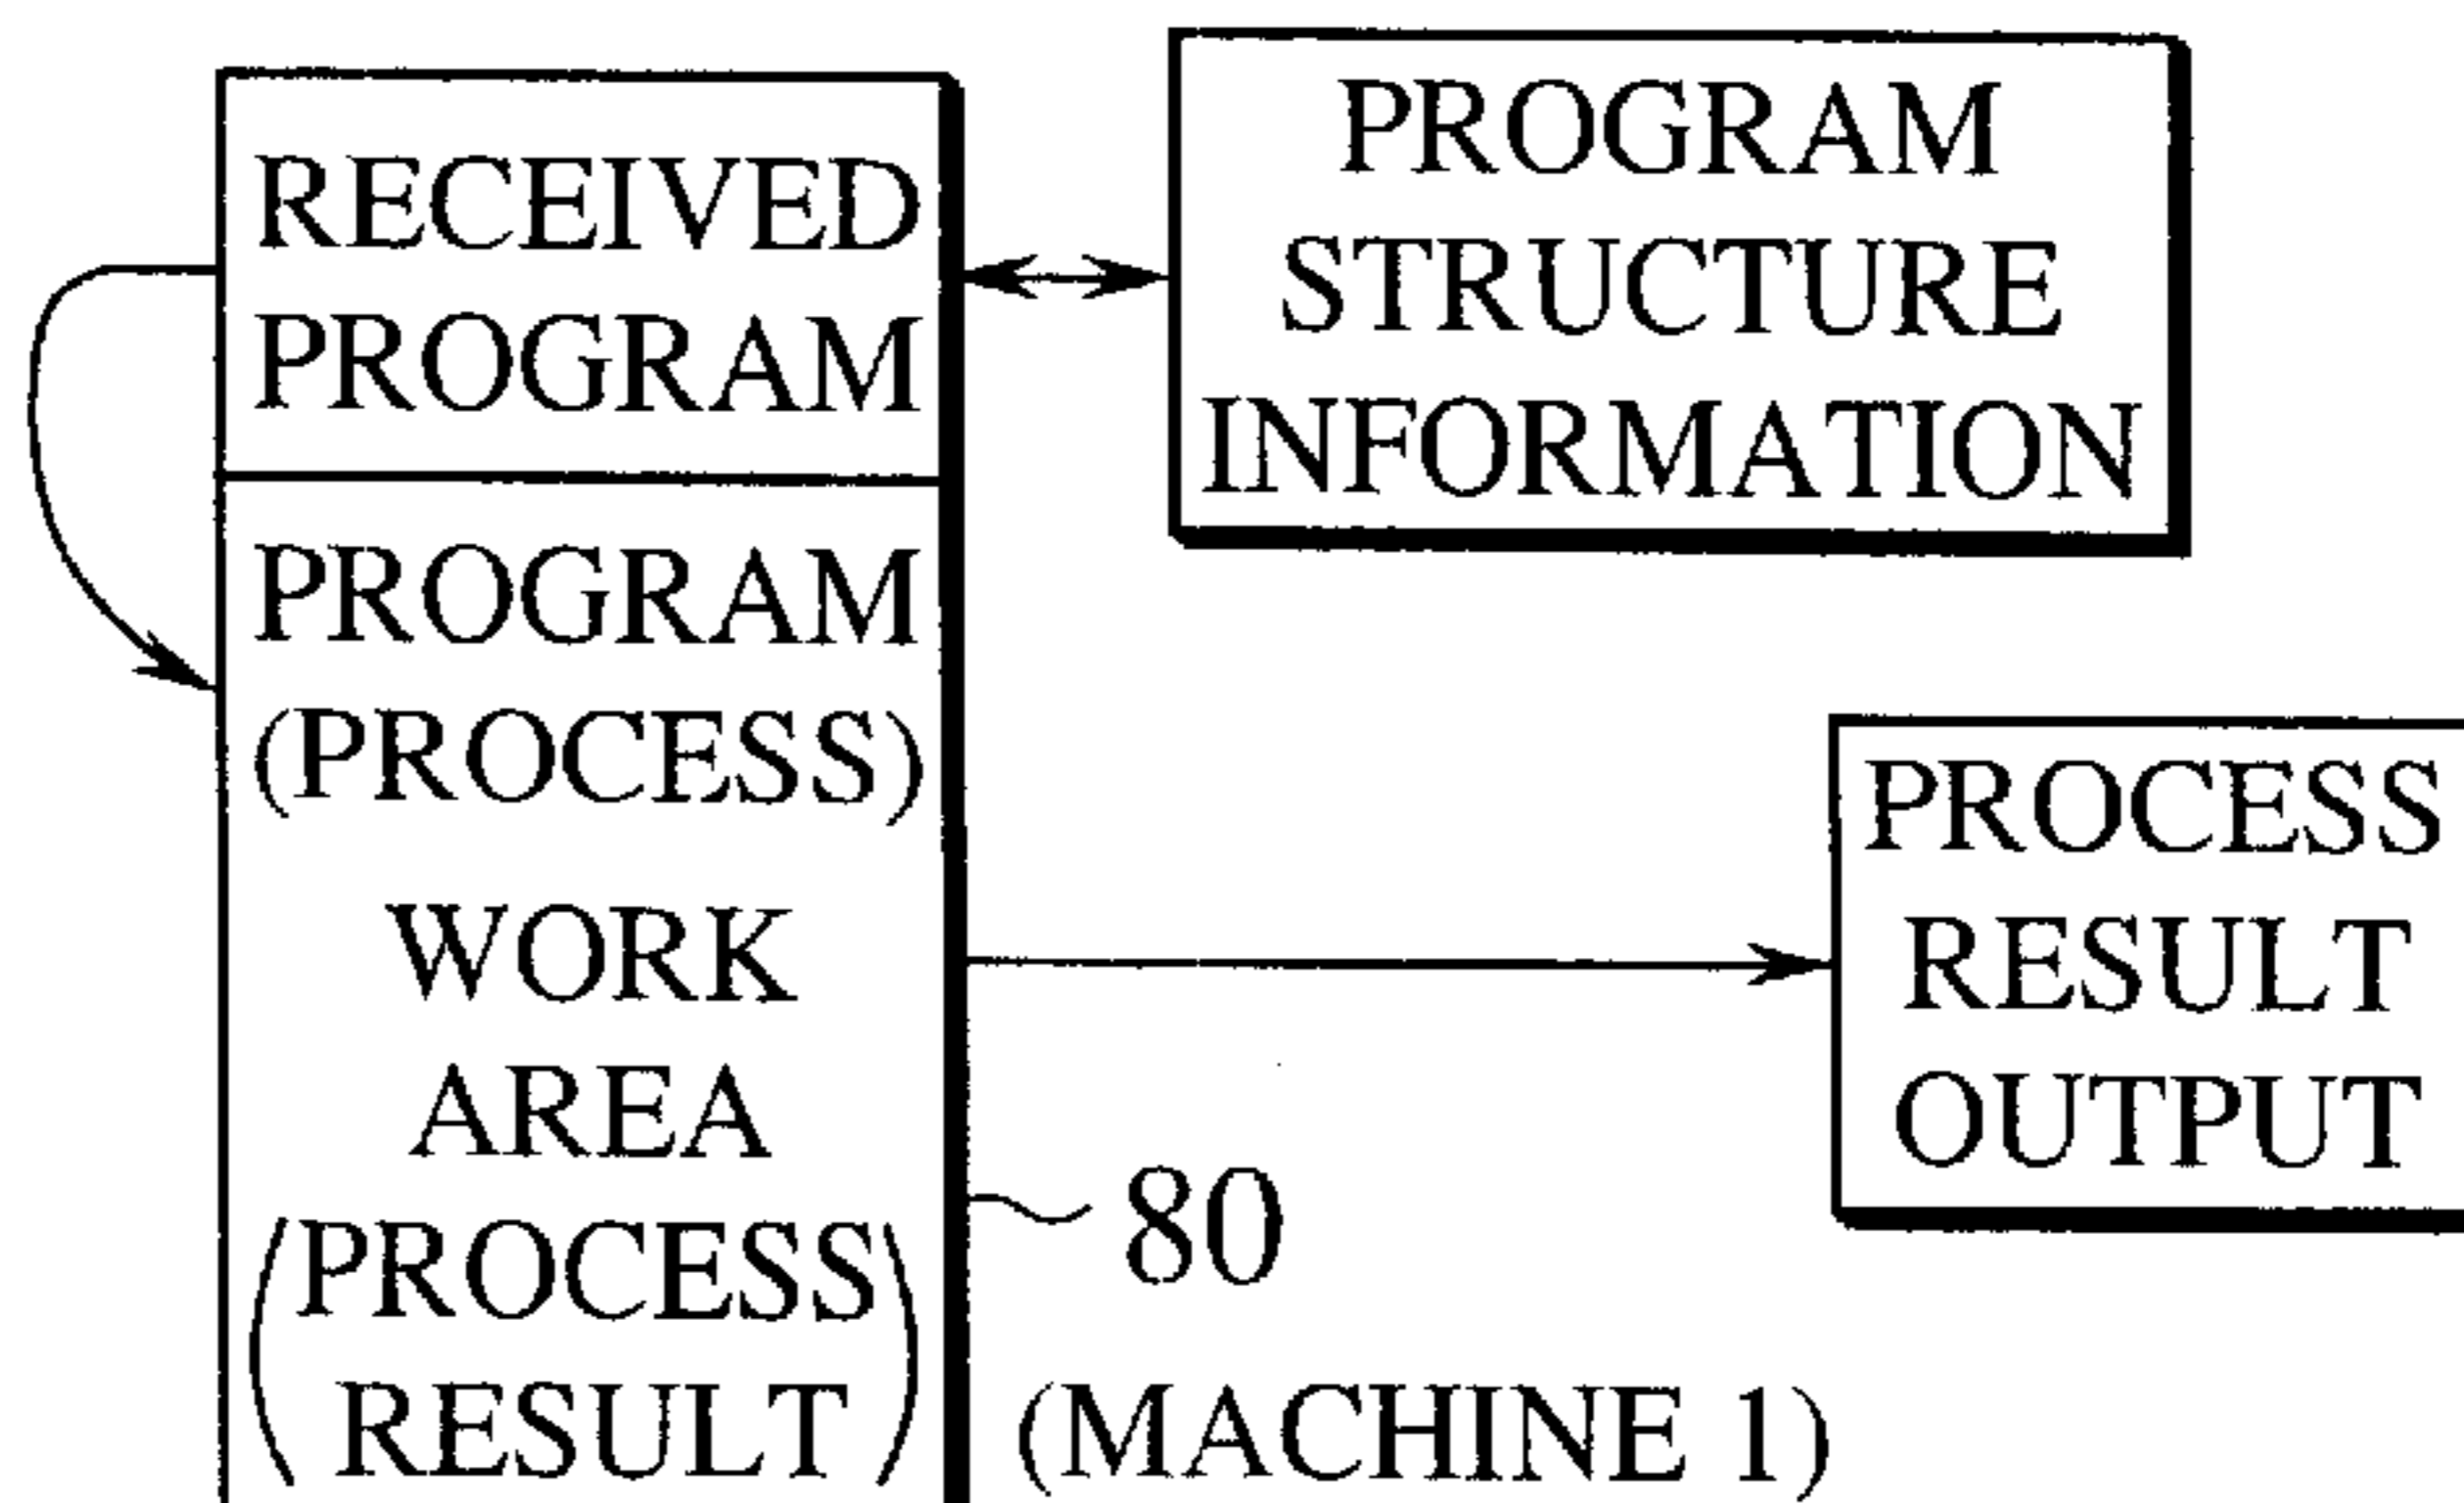 RECEIVED
PROGRAM
PROGRAM
STRUCTURE
INFORMATION
PROGRAM
(PROCESS)
WORK
AREA
(PROCESS
RESULT)
PROCESS
RESULT
OUTPUT
80
(MACHINE 1)